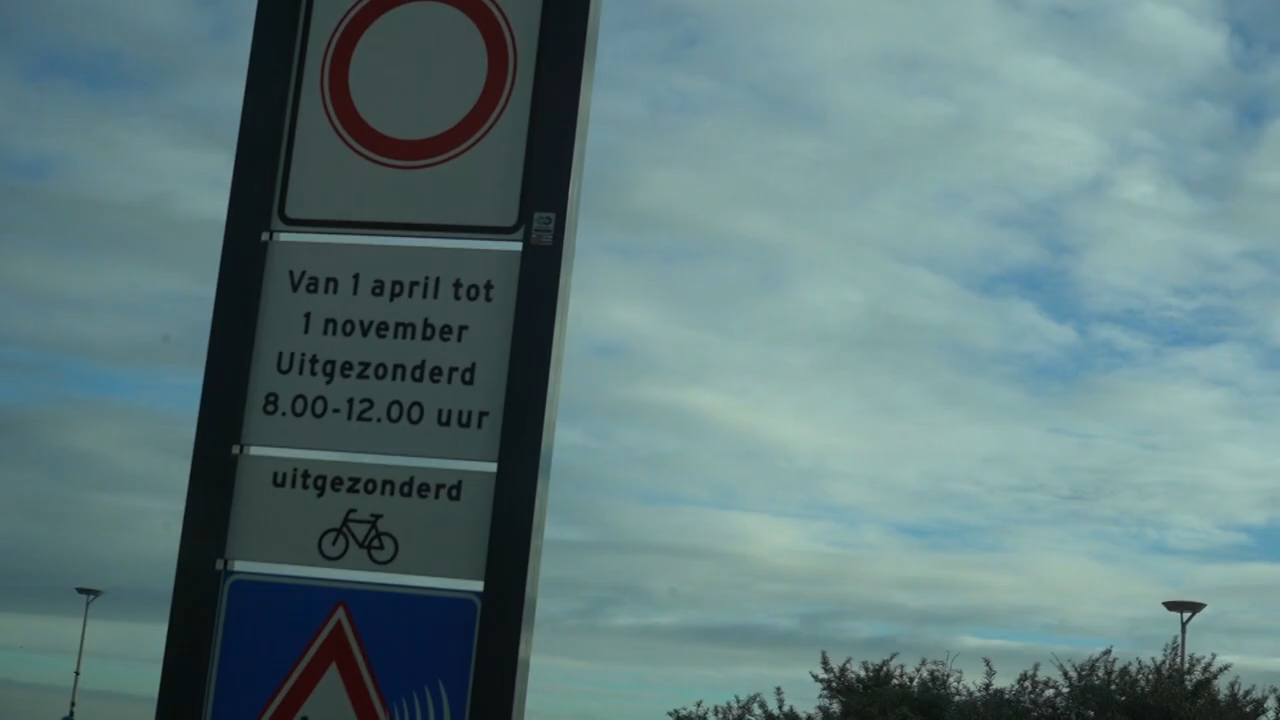 Van 1 april tot
1 november
Uitgezonderd
8.00-12.00 uur
uitgezonderd